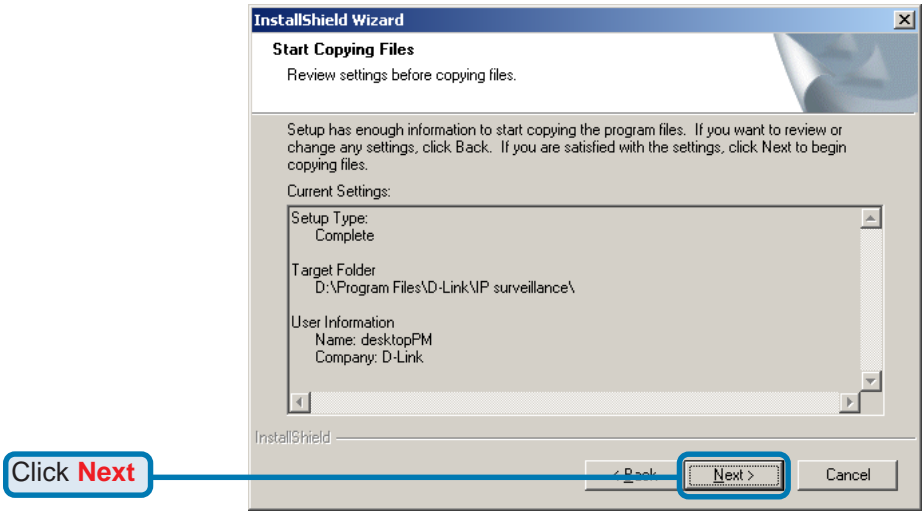 InstallShield Wizard
Start Copying Files
Review settings before copying files.
Setup has enough information to start copying the program files. If you want to review or
change any settings, click Back. If you are satisfied with the settings, click Next to begin
copying files.
Current Settings:
Setup Type:
Complete
Target Folder
D:\Program Files\D-Link\IP surveillance\
User Information
Name: desktopPM
Company: D-Link
InstallShield
Click Next
< Back
Next >
Cancel